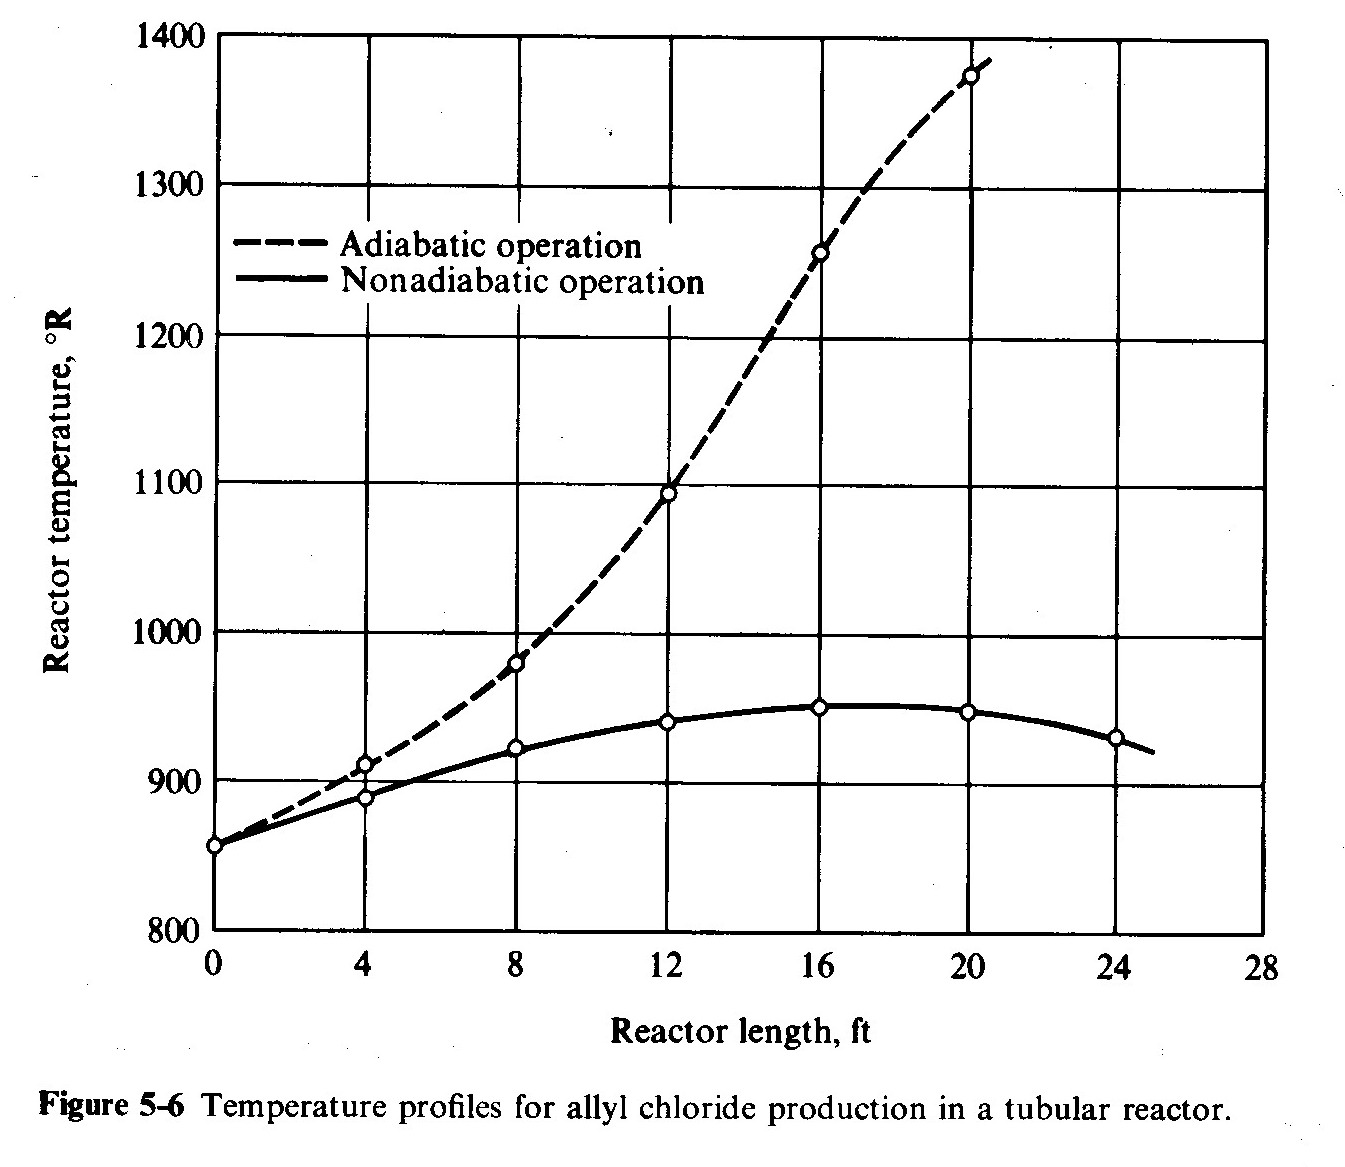 1400
1300
Adiabatic operation
Nonadiabatic operation
1200
1100
1000
900
800
0 4 8 12 16 20 24 28
Reactor temperature, °R
Reactor length, ft
Figure 5-6 Temperature profiles for allyl chloride production in a tubular reactor.